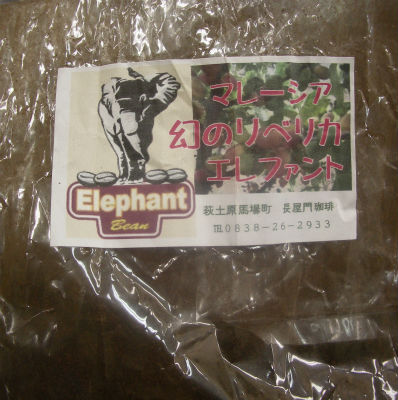 マレーシア
幻のリベリカ
エレファント
Elephant
Bean
萩土原馬場町 長屋門珈琲
℡0838-26-2933